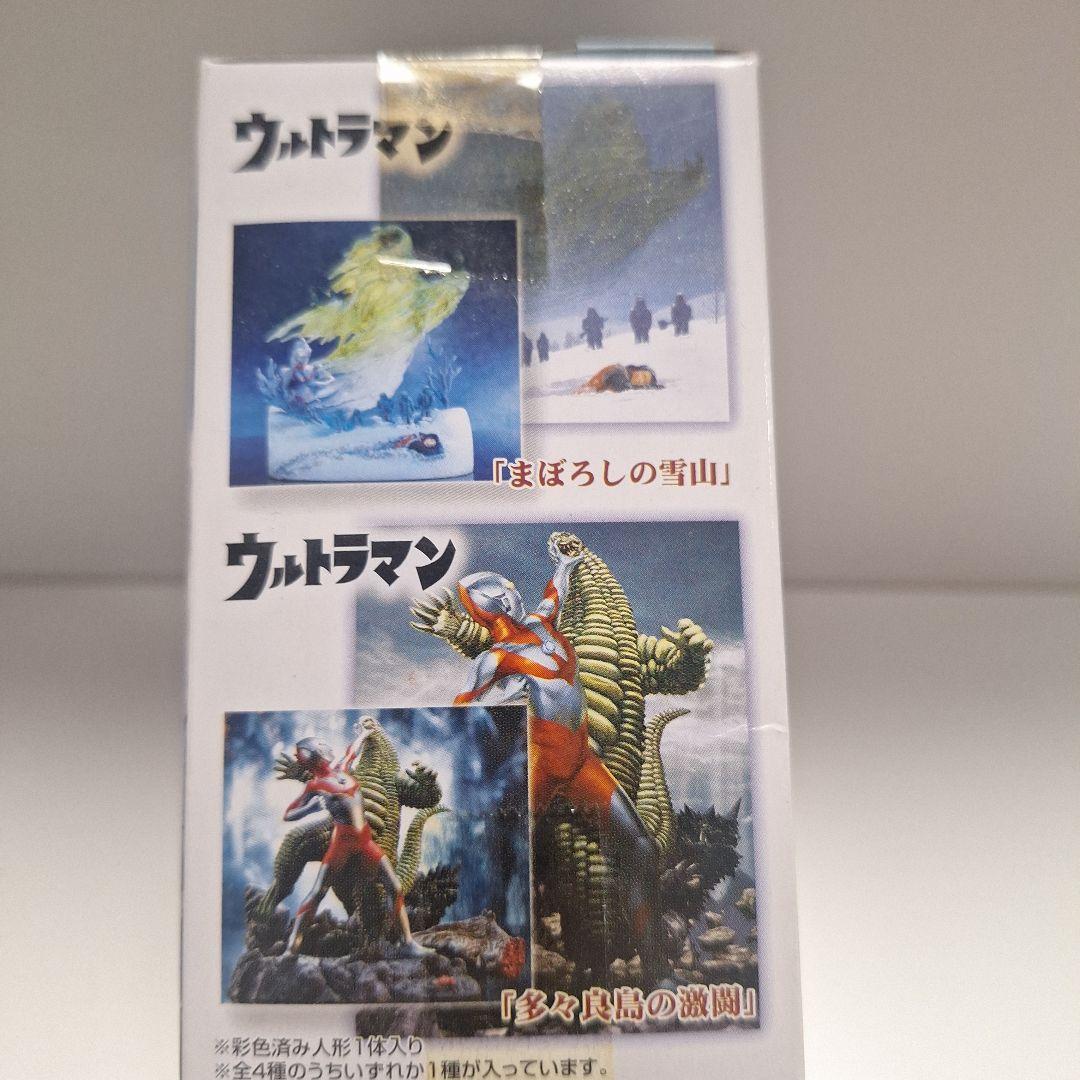 ウルトラマン
「まぼろしの雪山」
ウルトラマン
「多々良島の激闘」
※彩色済み人形1体入り
※全4種のうちいずれか1種が入っています。